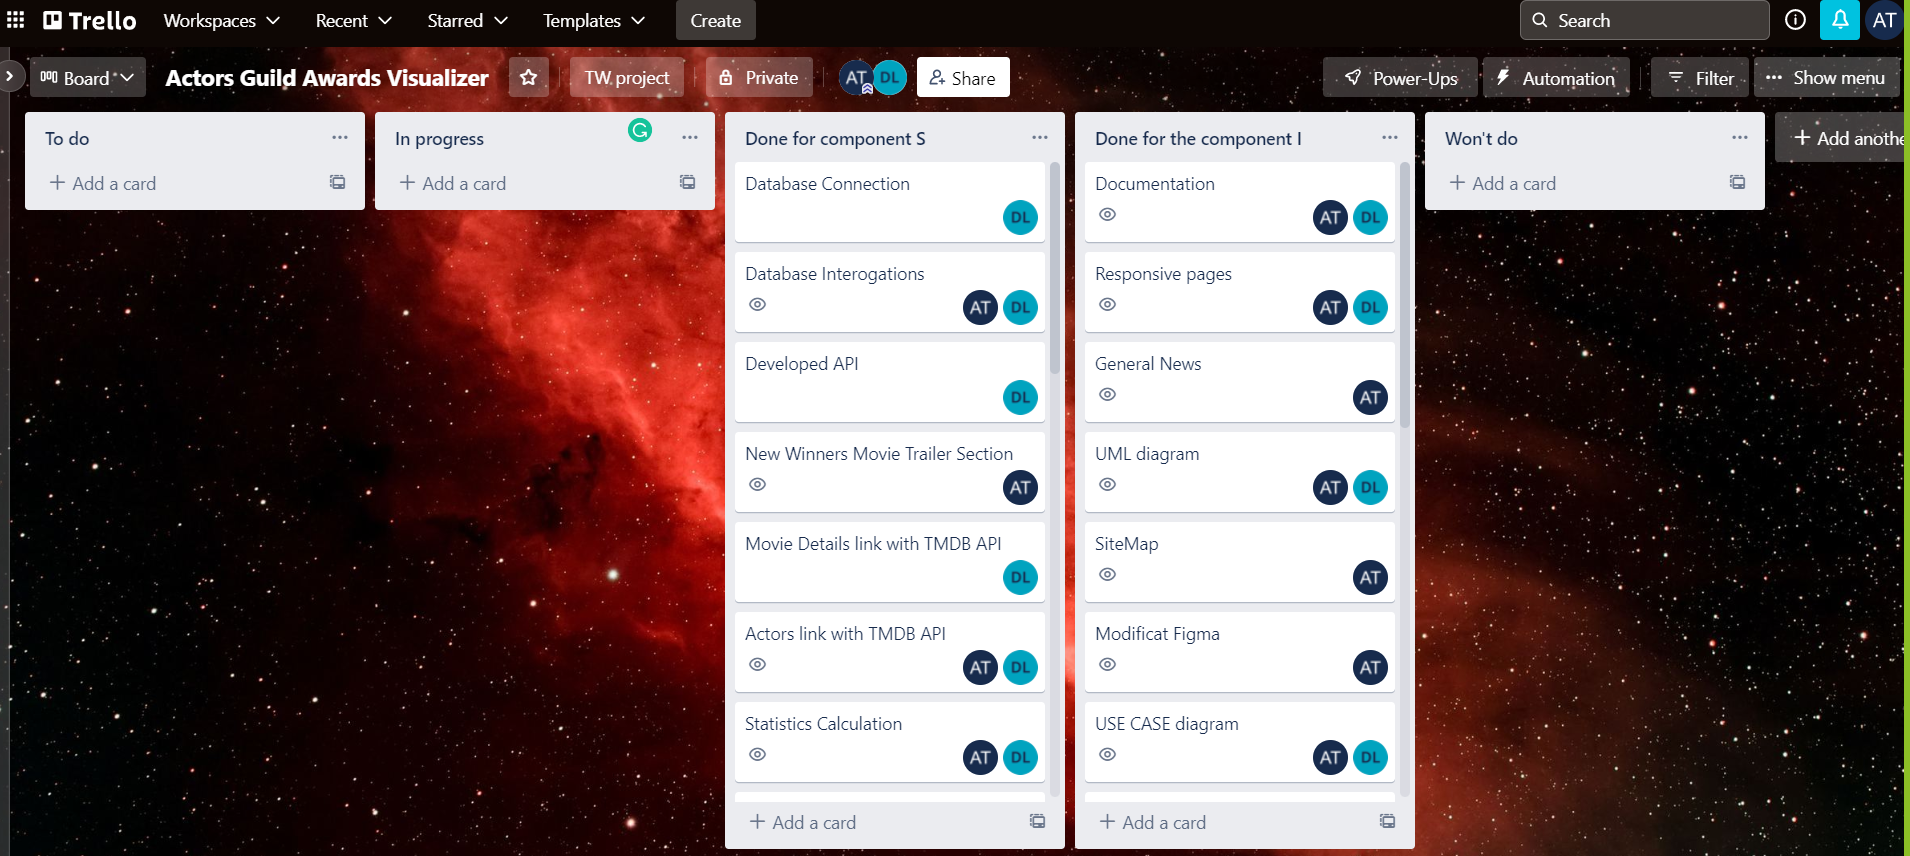 Trello
Workspaces
Recent
Starred
Templates
Create
Search
AT
Board
Actors Guild Awards Visualizer
TW project
Private
AT
DL
Share
Power-Ups
Automation
Filter
Show menu
To do
Add a card
In progress
Add a card
Done for component S
Database Connection
DL
Database Interogations
AT DL
Developed API
DL
New Winners Movie Trailer Section
AT
Movie Details link with TMDB API
DL
Actors link with TMDB API
AT DL
Statistics Calculation
AT DL
Add a card
Done for the component I
Documentation
AT DL
Responsive pages
AT DL
General News
AT
UML diagram
AT DL
SiteMap
AT
Modificat Figma
AT
USE CASE diagram
AT DL
Add a card
Won't do
Add a card
Add anothe